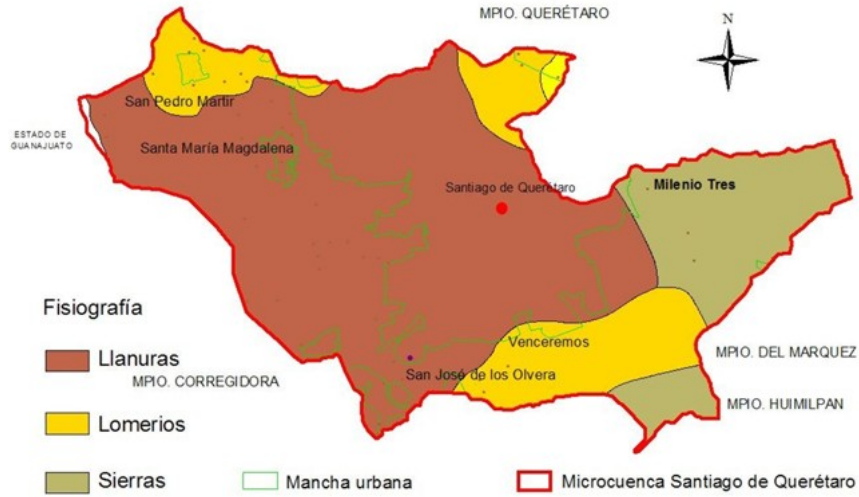 MPIO. QUERÉTARO
N
San Pedro Martir
ESTADO DE
GUANAJUATO
Santa María Magdalena
Santiago de Querétaro
Milenio Tres
Fisiografía
Venceremos
Llanuras
MPIO. DEL MARQUEZ
MPIO. CORREGIDORA
San José de los Olvera
MPIO. HUIMILPAN
Lomerios
Sierras
Mancha urbana
Microcuenca Santiago de Querétaro